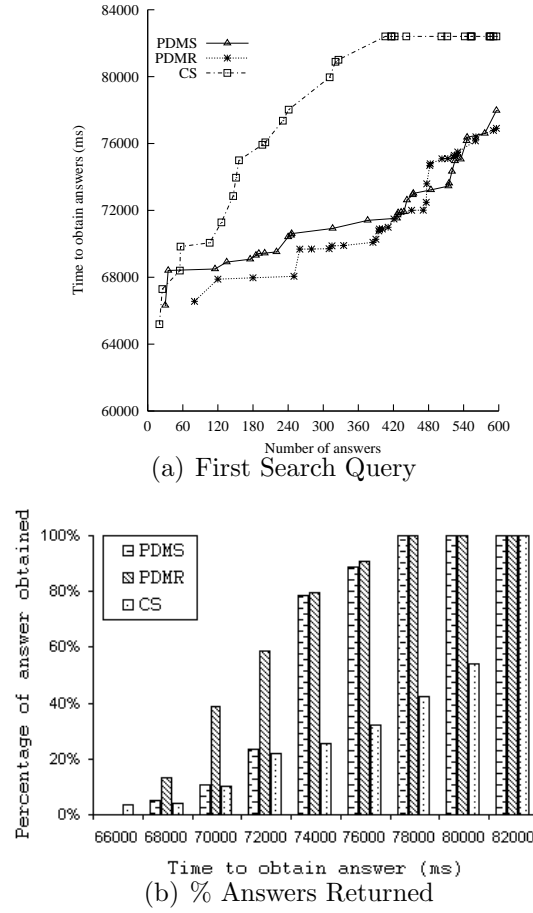 84000
80000
76000
72000
68000
64000
60000
Time to obtain answers (ms)
PDMS
PDMR
CS
0 60 120 180 240 300 360 420 480 540 600
Number of answers
(a) First Search Query
100%
80%
60%
40%
20%
0%
Percentage of answer obtained
PDMS
PDMR
CS
66000 68000 70000 72000 74000 76000 78000 80000 82000
Time to obtain answer (ms)
(b) % Answers Returned